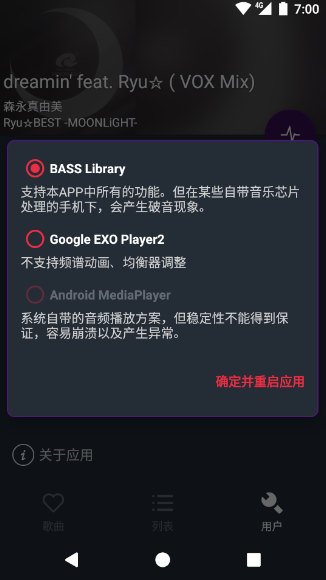 4G 7:00
dreamin' feat. Ryu☆ ( VOX Mix)
森永真由美
Ryu☆BEST -MOONLIGHT-
BASS Library
支持本APP中所有的功能。但在某些自带音乐芯片
处理的手机下，会产生破音现象。
Google EXO Player2
不支持频谱动画、均衡器调整
Android MediaPlayer
系统自带的音频播放方案，但稳定性不能得到保
证，容易崩溃以及产生异常。
确定并重启应用
关于应用
歌曲 列表 用户